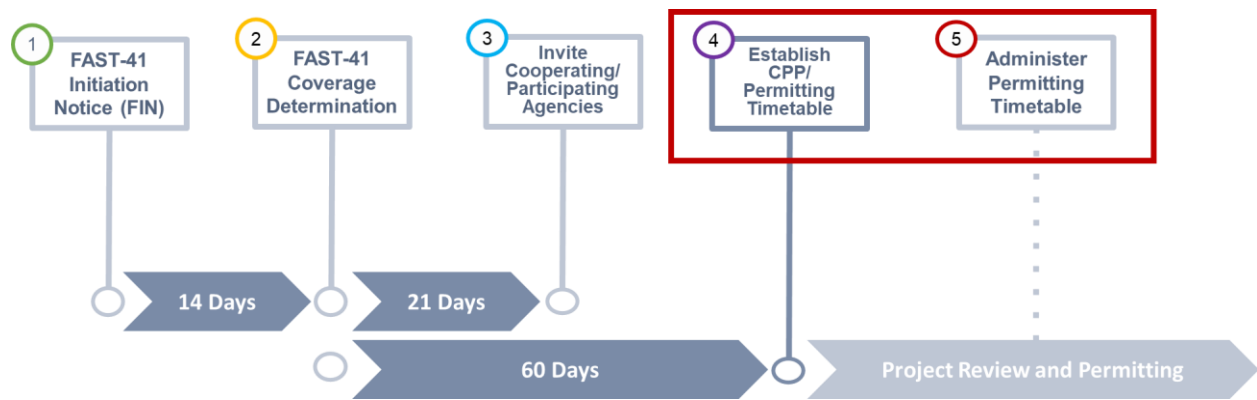 1
FAST-41
Initiation
Notice (FIN)
2
FAST-41
Coverage
Determination
3
Invite
Cooperating/
Participating
Agencies
4
Establish
CPP/
Permitting
Timetable
5
Administer
Permitting
Timetable
14 Days
21 Days
60 Days
Project Review and Permitting